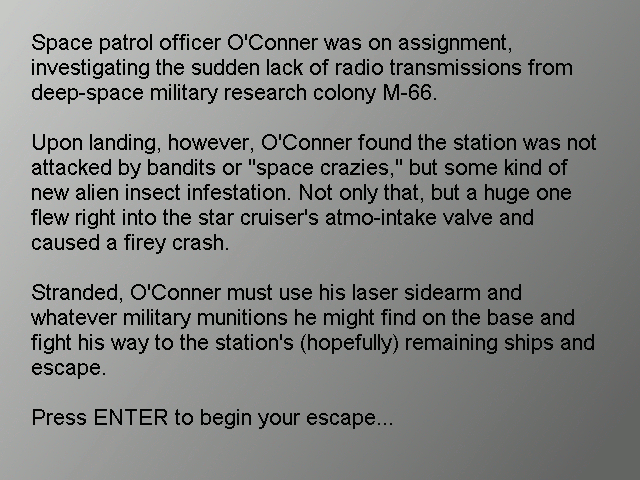 Space patrol officer O'Conner was on assignment,
investigating the sudden lack of radio transmissions from
deep-space military research colony M-66.
Upon landing, however, O'Conner found the station was not
attacked by bandits or "space crazies," but some kind of
new alien insect infestation. Not only that, but a huge one
flew right into the star cruiser's atmo-intake valve and
caused a firey crash.
Stranded, O'Conner must use his laser sidearm and
whatever military munitions he might find on the base and
fight his way to the station's (hopefully) remaining ships and
escape.
Press ENTER to begin your escape...